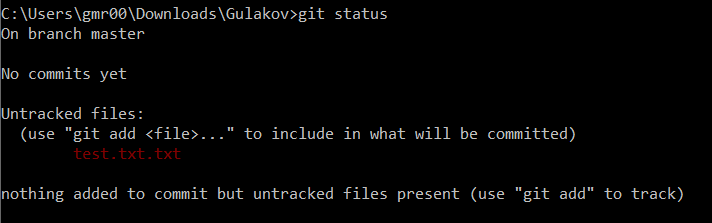 C:\Users\gmr00\Downloads\Gulakov>git status
On branch master
No commits yet
Untracked files:
(use "git add <file>..." to include in what will be committed)
test.txt.txt
nothing added to commit but untracked files present (use "git add" to track)